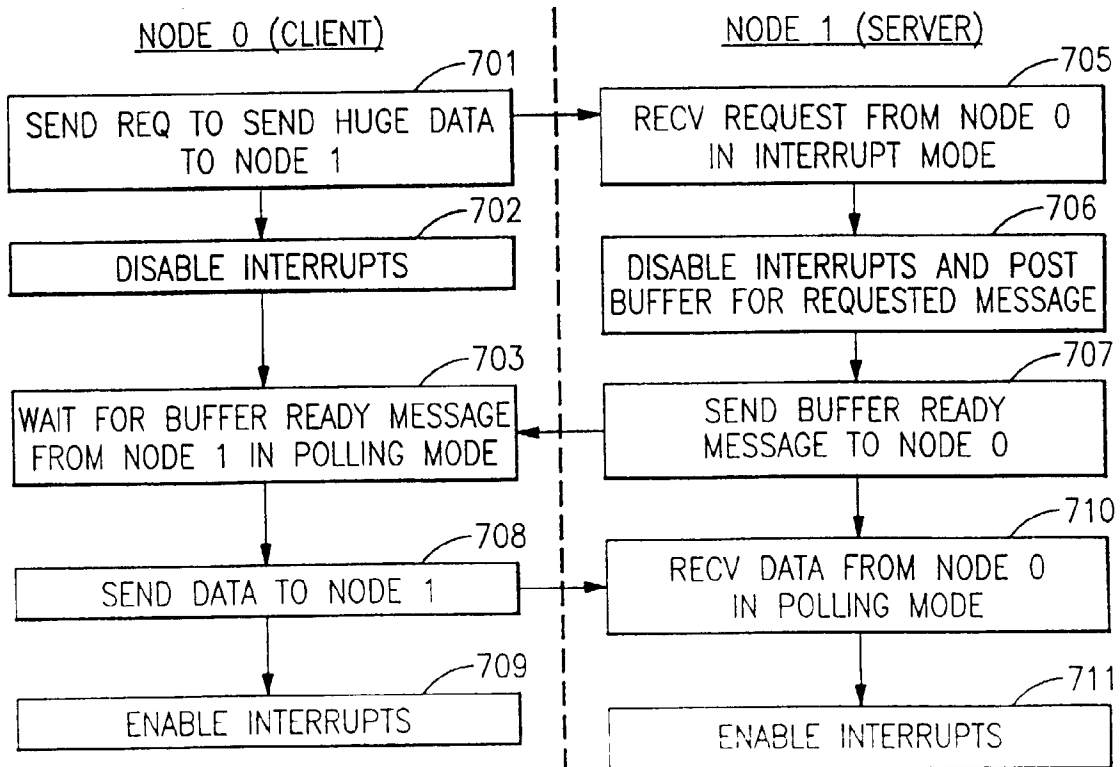 NODE 0 (CLIENT)
701
SEND REQ TO SEND HUGE DATA
TO NODE 1
702
DISABLE INTERRUPTS
703
WAIT FOR BUFFER READY MESSAGE
FROM NODE 1 IN POLLING MODE
708
SEND DATA TO NODE 1
709
ENABLE INTERRUPTS
NODE 1 (SERVER)
705
RECV REQUEST FROM NODE 0
IN INTERRUPT MODE
706
DISABLE INTERRUPTS AND POST
BUFFER FOR REQUESTED MESSAGE
707
SEND BUFFER READY
MESSAGE TO NODE 0
710
RECV DATA FROM NODE 0
IN POLLING MODE
711
ENABLE INTERRUPTS